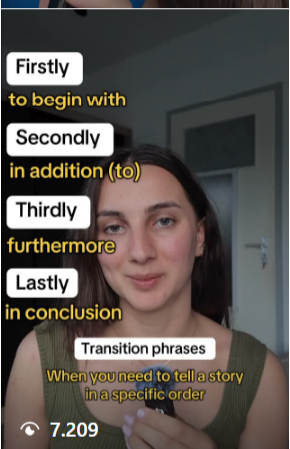 Firstly
to begin with
Secondly
in addition (to)
Thirdly
furthermore
Lastly
in conclusion
Transition phrases
When you need to tell a story
in a specific order
7.209